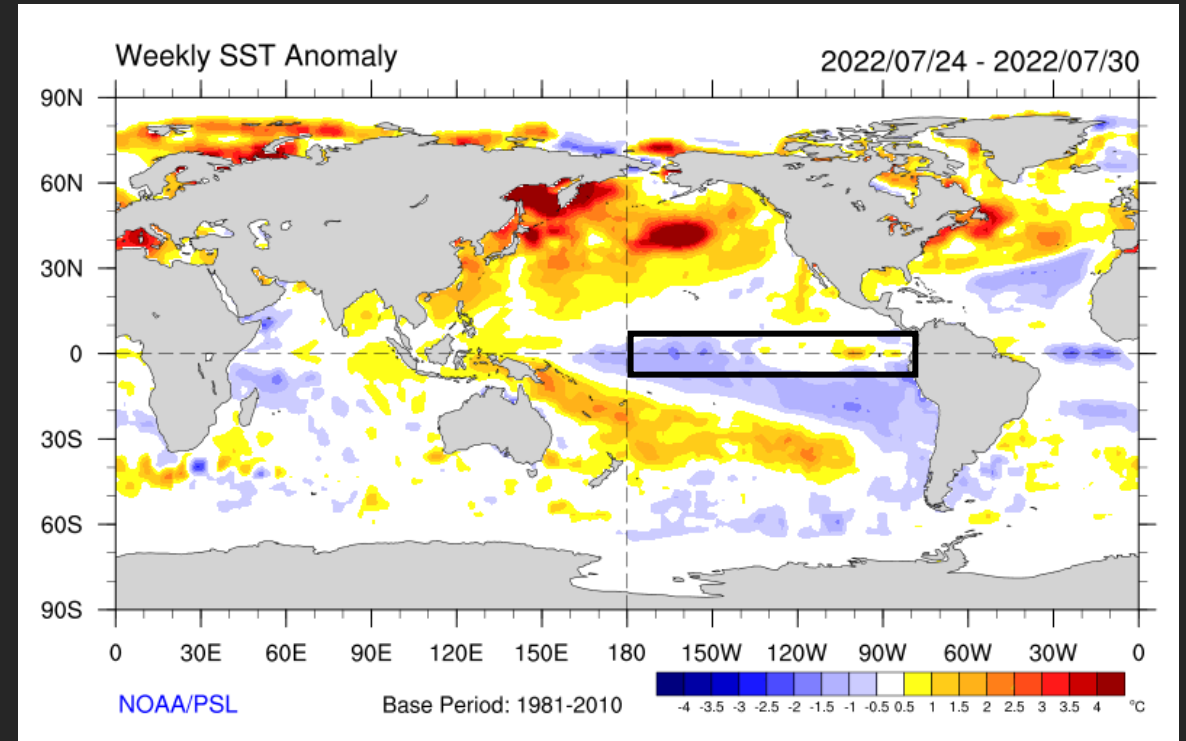 Weekly SST Anomaly
2022/07/24 - 2022/07/30
90N
60N
30N
0
30S
60S
90S
0 30E 60E 90E 120E 150E 180 150W 120W 90W 60W 30W 0
NOAA/PSL
Base Period: 1981-2010
-4 -3.5 -3 -2.5 -2 -1.5 -1 -0.5 0.5 1 1.5 2 2.5 3 3.5 4 °C